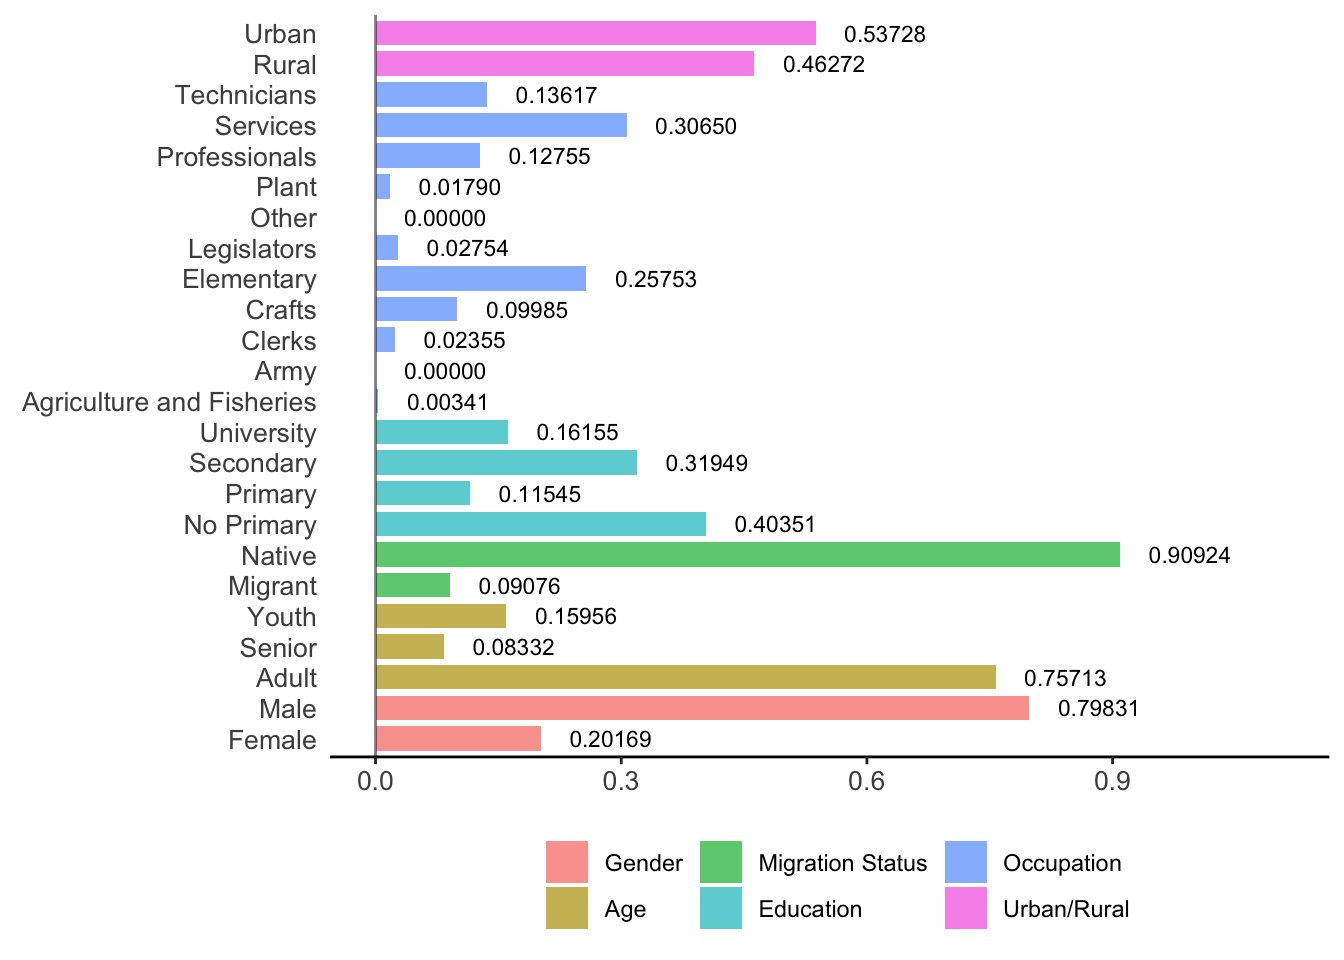 Urban 0.53728
Rural 0.46272
Technicians 0.13617
Services 0.30650
Professionals 0.12755
Plant 0.01790
Other 0.00000
Legislators 0.02754
Elementary 0.25753
Crafts 0.09985
Clerks 0.02355
Army 0.00000
Agriculture and Fisheries 0.00341
University 0.16155
Secondary 0.31949
Primary 0.11545
No Primary 0.40351
Native 0.90924
Migrant 0.09076
Youth 0.15956
Senior 0.08332
Adult 0.75713
Male 0.79831
Female 0.20169
0.0 0.3 0.6 0.9
Gender Migration Status Occupation
Age Education Urban/Rural